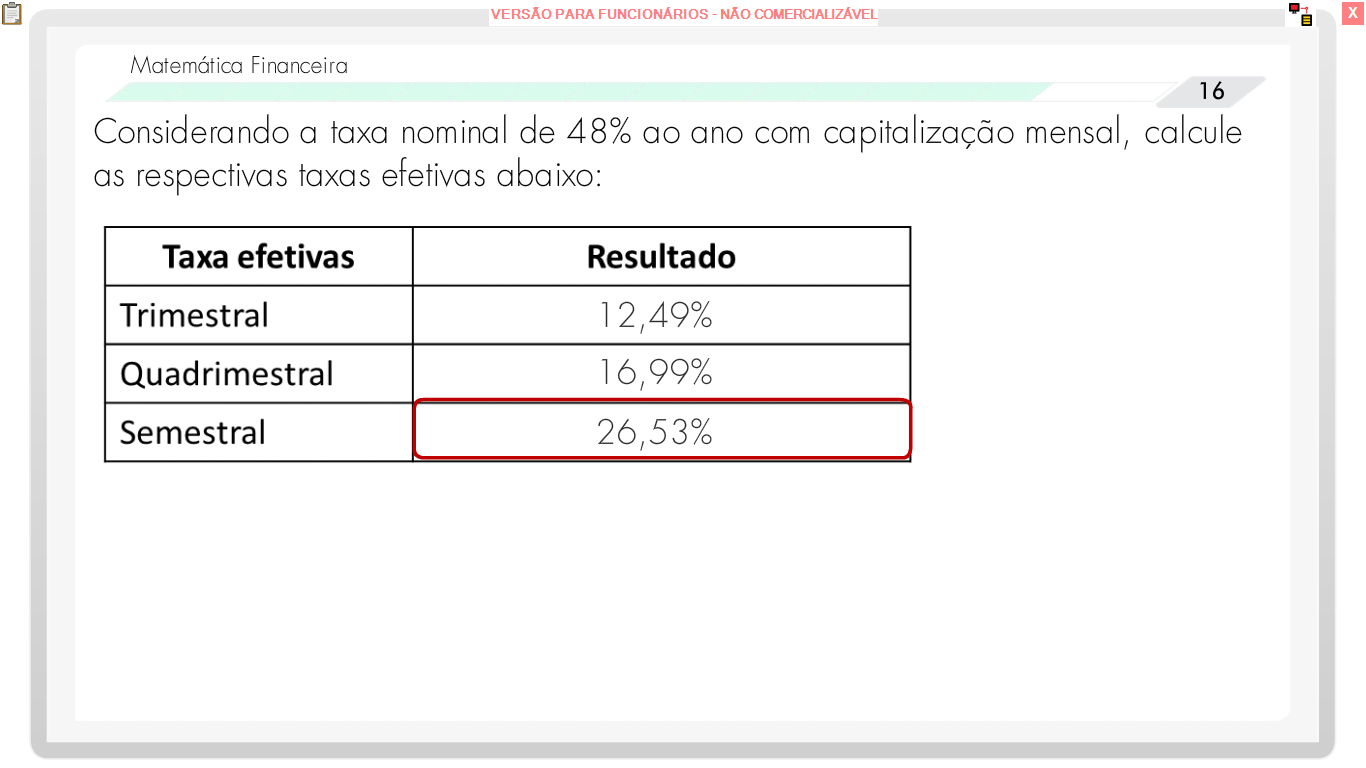 VERSÃO PARA FUNCIONÁRIOS - NÃO COMERCIALIZÁVEL
X
Matemática Financeira
16
Considerando a taxa nominal de 48% ao ano com capitalização mensal, calcule
as respectivas taxas efetivas abaixo:
Taxa efetivas Resultado
Trimestral 12,49%
Quadrimestral 16,99%
Semestral 26,53%